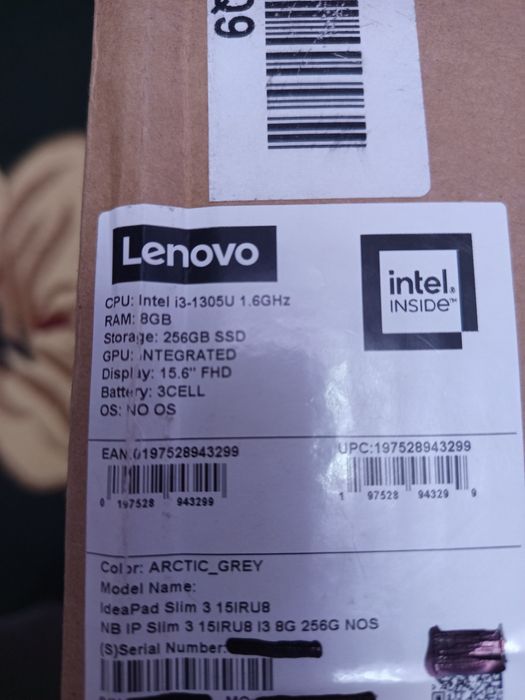 Lenovo
intel.
INSIDE™
CPU: Intel i3-1305U 1.6GHz
RAM: 8GB
Storage: 256GB SSD
GPU: INTEGRATED
Display: 15.6" FHD
Battery: 3CELL
OS: NO OS
EAN:0197528943299
UPC:197528943299
0 197528 943299
1 97528 94329 9
Color: ARCTIC_GREY
Model Name:
IdeaPad Slim 3 15IRU8
NB IP Slim 3 15IRU8 I3 8G 256G NOS
(S)Serial Number: